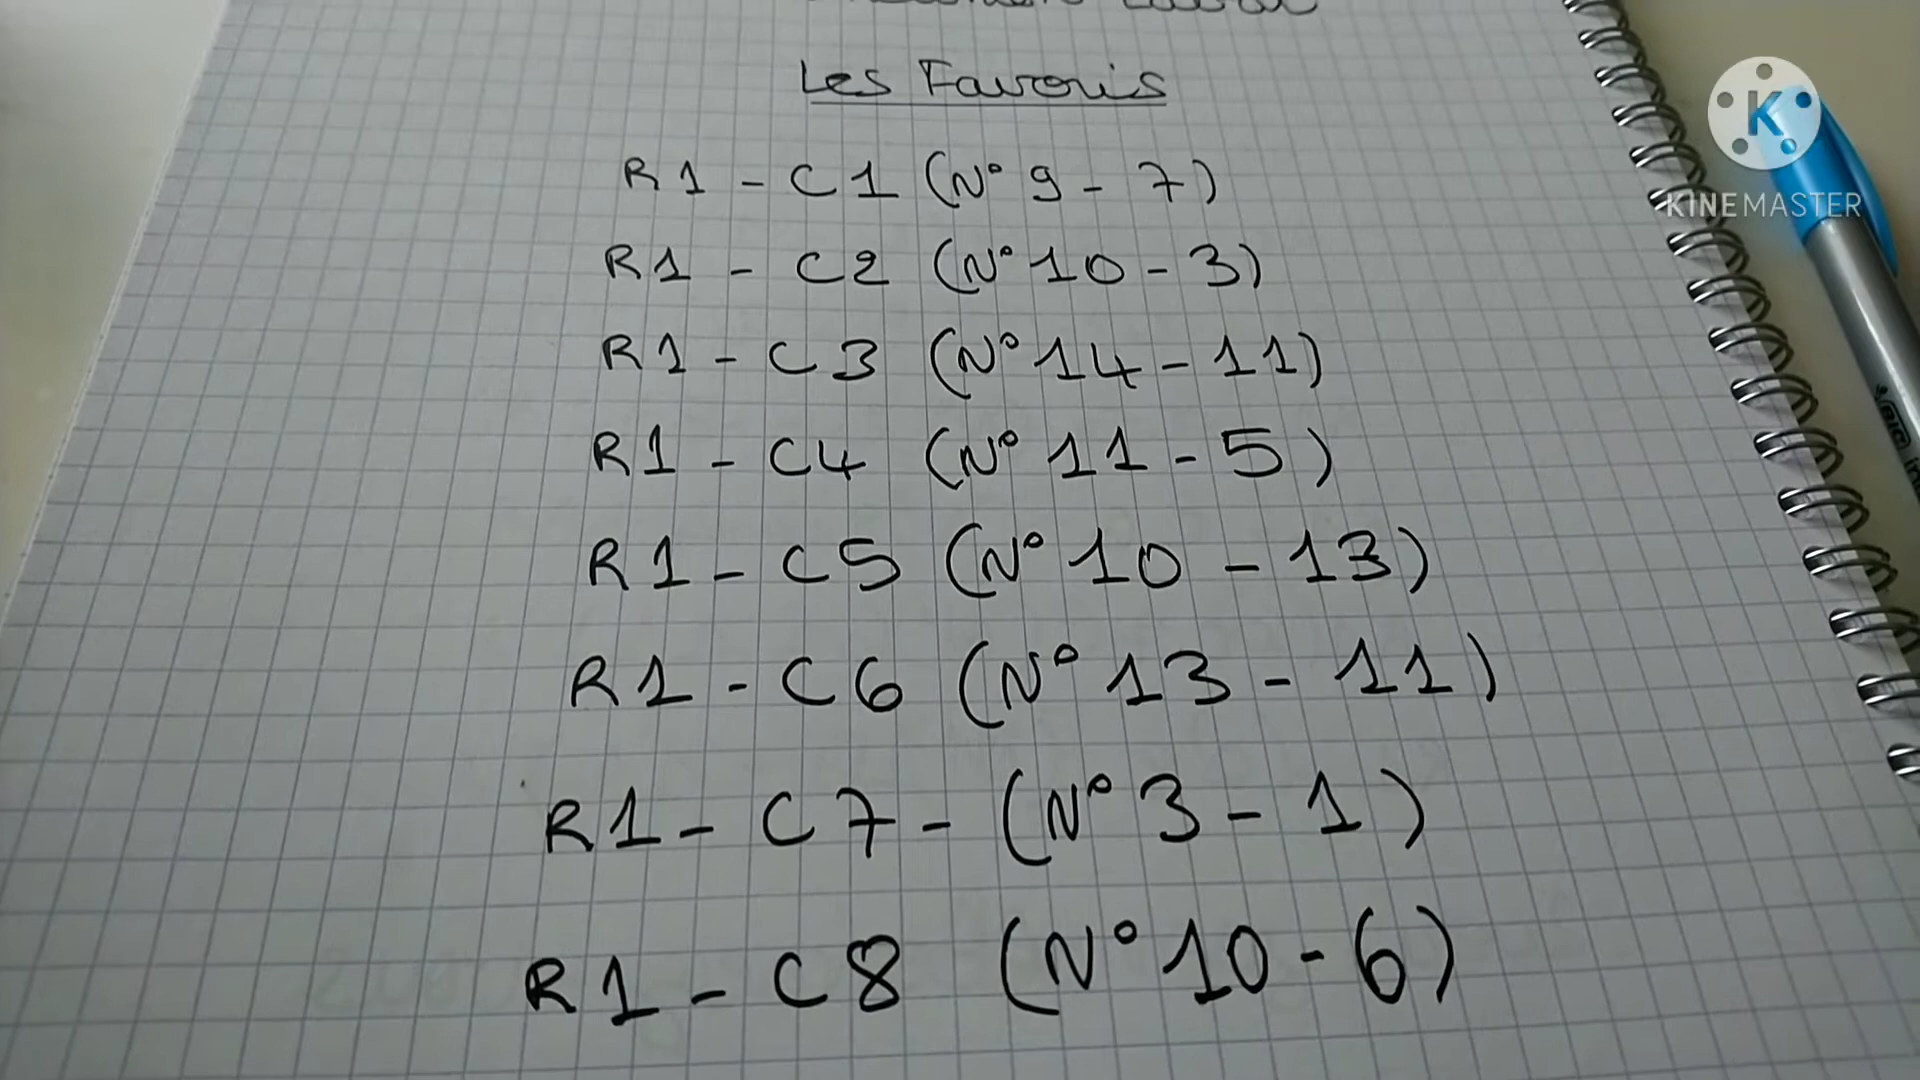 Les Favoris
R1 - C1 (N° 9 - 7)
R1 - C2 (N° 10 - 3)
R1 - C3 (N° 14 - 11)
R1 - C4 (N° 11 - 5)
R1 - C5 (N° 10 - 13)
R1 - C6 (N° 13 - 11)
R1 - C7 - (N° 3 - 1)
R1 - C8 (N° 10 - 6)
K
KINEMASTER
BIC